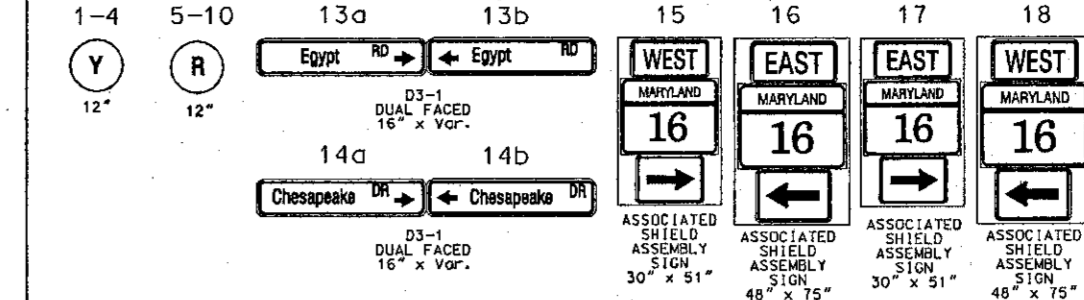 1-4 5-10 13a 13b 15 16 17 18
Y
12"
R
12"
Egypt RD
Egypt RD
D3-1
DUAL FACED
16" x Var.
14a 14b
Chesapeake DR
Chesapeake DR
D3-1
DUAL FACED
16" x Var.
WEST
MARYLAND
16
ASSOCIATED
SHIELD
ASSEMBLY
SIGN
30" x 51"
EAST
MARYLAND
16
ASSOCIATED
SHIELD
ASSEMBLY
SIGN
48" x 75"
EAST
MARYLAND
16
ASSOCIATED
SHIELD
ASSEMBLY
SIGN
30" x 51"
WEST
MARYLAND
16
ASSOCIATED
SHIELD
ASSEMBLY
SIGN
48" x 75"